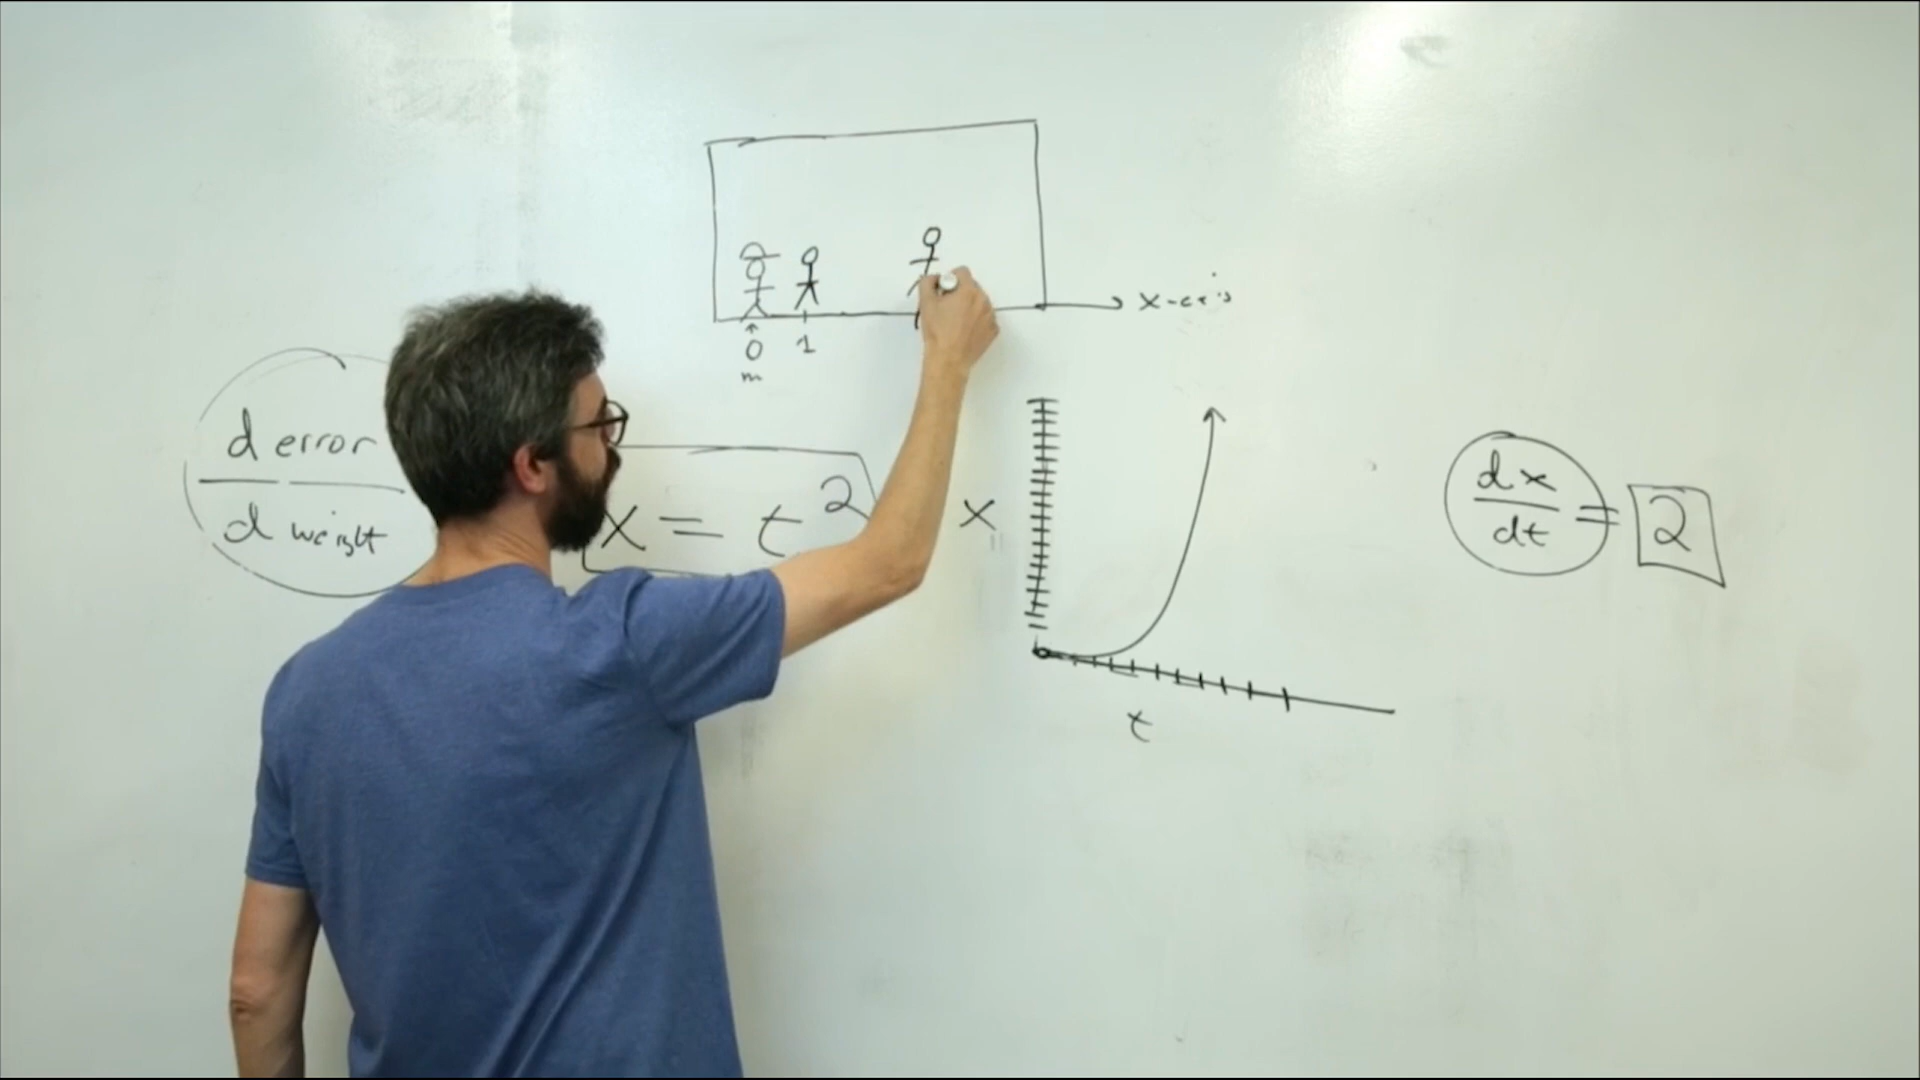 0 1
m
x-axis
d error
d weight
x = t²
x
t
dx
dt
= 2